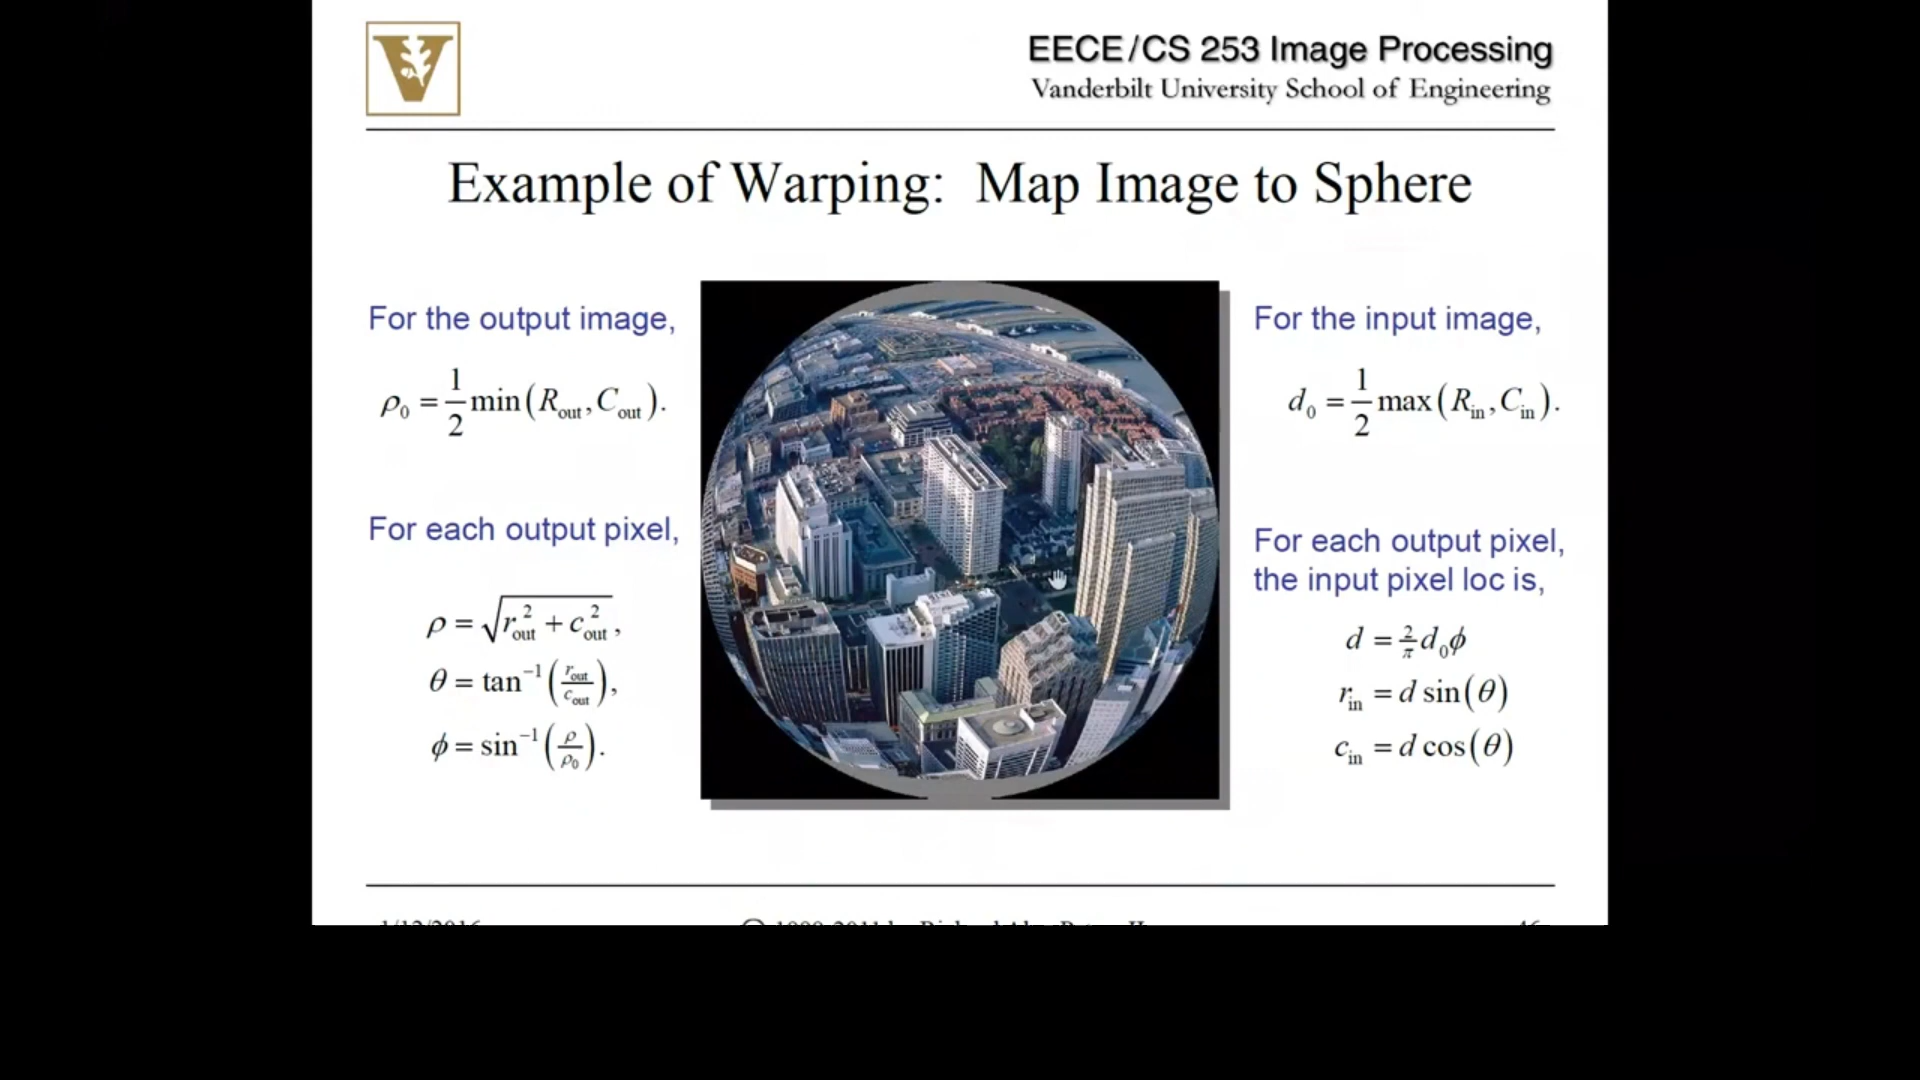 EECE/CS 253 Image Processing
Vanderbilt University School of Engineering
Example of Warping: Map Image to Sphere
For the output image,
ρ₀ = 1/2 min(R_out, C_out).
For each output pixel,
ρ = √(r²_out + c²_out),
θ = tan⁻¹(r_out/c_out),
ϕ = sin⁻¹(ρ/ρ₀).
For the input image,
d₀ = 1/2 max(R_in, C_in).
For each output pixel,
the input pixel loc is,
d = 2/π d₀ϕ
r_in = d sin(θ)
c_in = d cos(θ)